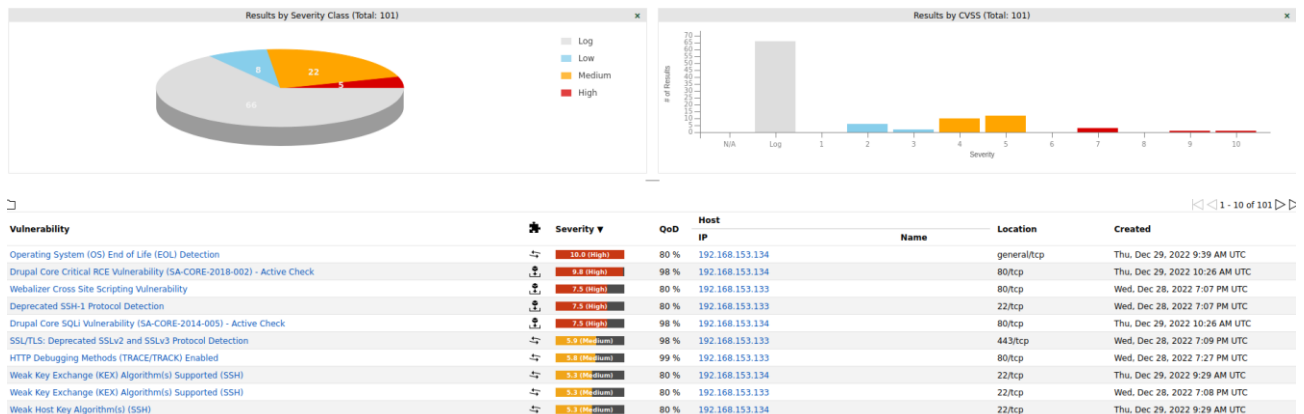 Results by Severity Class (Total: 101) ×
Log
Low
Medium
High
66
8
22
5
Results by CVSS (Total: 101) ×
# of Results
70
65
60
55
50
45
40
35
30
25
20
15
10
5
0
N/A Log 1 2 3 4 5 6 7 8 9 10
Severity
1 - 10 of 101
Vulnerability Severity ▼ QoD Host Location Created
IP Name
Operating System (OS) End of Life (EOL) Detection 10.0 (High) 80 % 192.168.153.134 general/tcp Thu, Dec 29, 2022 9:39 AM UTC
Drupal Core Critical RCE Vulnerability (SA-CORE-2018-002) - Active Check 9.8 (High) 98 % 192.168.153.134 80/tcp Thu, Dec 29, 2022 10:26 AM UTC
Webalizer Cross Site Scripting Vulnerability 7.5 (High) 80 % 192.168.153.133 80/tcp Wed, Dec 28, 2022 7:07 PM UTC
Deprecated SSH-1 Protocol Detection 7.5 (High) 80 % 192.168.153.133 22/tcp Wed, Dec 28, 2022 7:07 PM UTC
Drupal Core SQLi Vulnerability (SA-CORE-2014-005) - Active Check 7.5 (High) 98 % 192.168.153.134 80/tcp Thu, Dec 29, 2022 10:26 AM UTC
SSL/TLS: Deprecated SSLv2 and SSLv3 Protocol Detection 5.9 (Medium) 98 % 192.168.153.133 443/tcp Wed, Dec 28, 2022 7:09 PM UTC
HTTP Debugging Methods (TRACE/TRACK) Enabled 5.8 (Medium) 99 % 192.168.153.133 80/tcp Wed, Dec 28, 2022 7:27 PM UTC
Weak Key Exchange (KEX) Algorithm(s) Supported (SSH) 5.3 (Medium) 80 % 192.168.153.134 22/tcp Thu, Dec 29, 2022 9:29 AM UTC
Weak Key Exchange (KEX) Algorithm(s) Supported (SSH) 5.3 (Medium) 80 % 192.168.153.133 22/tcp Wed, Dec 28, 2022 7:08 PM UTC
Weak Host Key Algorithm(s) (SSH) 5.3 (Medium) 80 % 192.168.153.134 22/tcp Thu, Dec 29, 2022 9:29 AM UTC